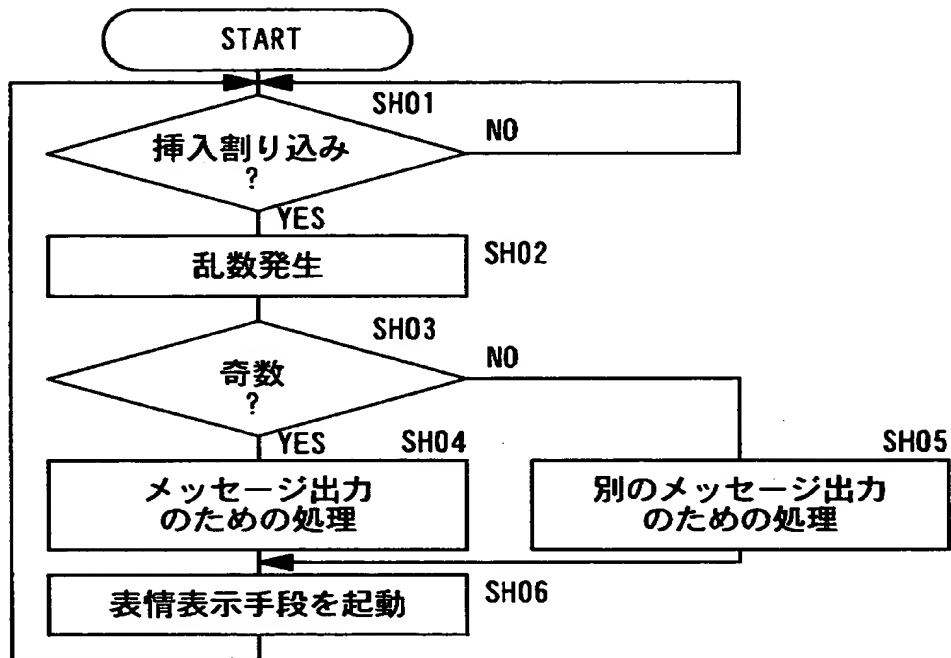 START
SH01
挿入割り込み
?
NO
YES
乱数発生
SH02
SH03
奇数
?
NO
YES
SH04
メッセージ出力
のための処理
SH05
別のメッセージ出力
のための処理
表情表示手段を起動
SH06